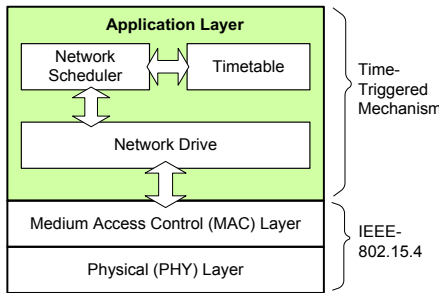 Application Layer
Network
Scheduler
Timetable
Network Drive
Medium Access Control (MAC) Layer
Physical (PHY) Layer
Time-
Triggered
Mechanism
IEEE-
802.15.4